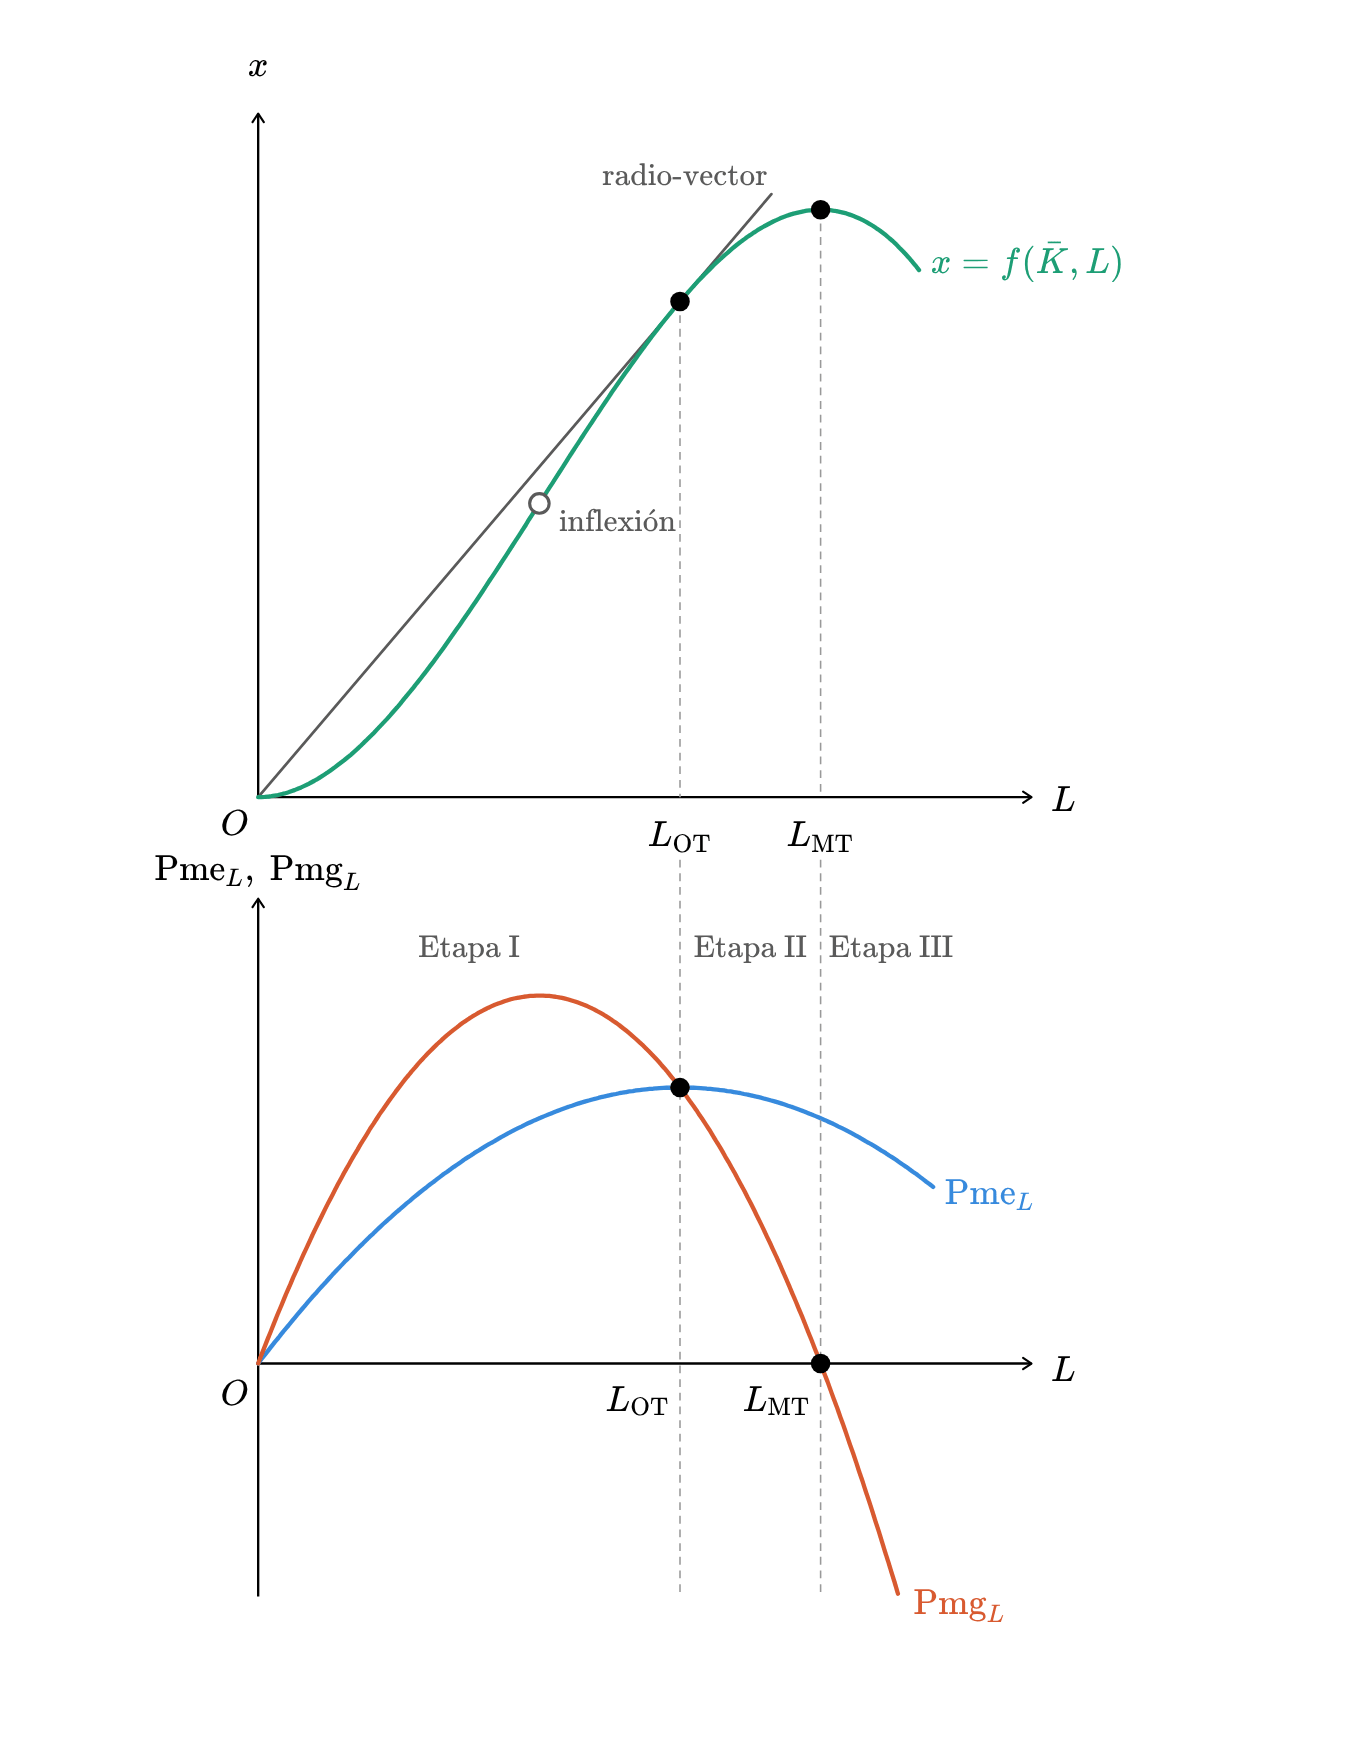 x
radio-vector
x = f(K̄, L)
inflexión
L
O
L_OT
L_MT
Pme_L, Pmg_L
Etapa I
Etapa II
Etapa III
Pme_L
L
O
L_OT
L_MT
Pmg_L